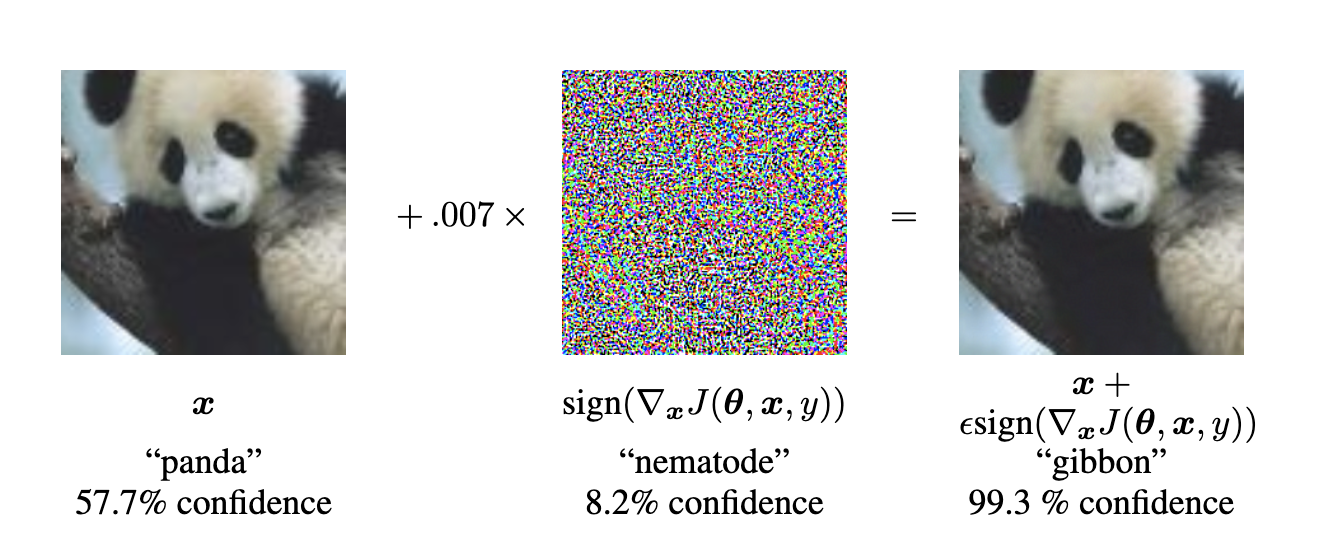 + .007 ×
=
x
sign(∇ₓJ(θ, x, y))
x +
ϵsign(∇ₓJ(θ, x, y))
“panda”
“nematode”
“gibbon”
57.7% confidence
8.2% confidence
99.3 % confidence